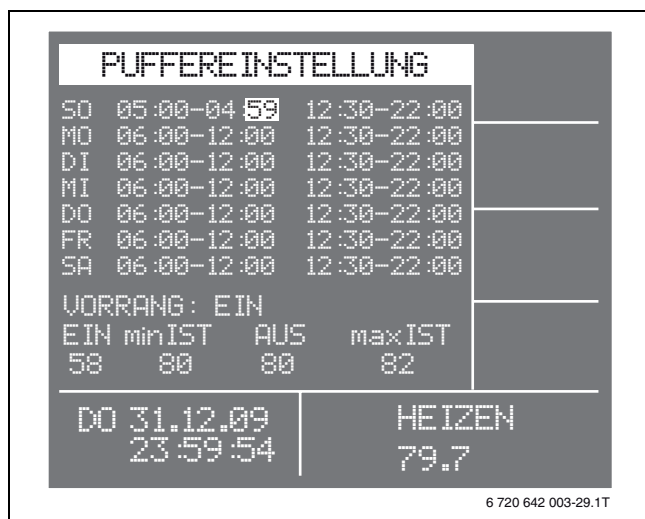 PUFFEREINSTELLUNG
SO 05:00-04:59 12:30-22:00
MO 06:00-12:00 12:30-22:00
DI 06:00-12:00 12:30-22:00
MI 06:00-12:00 12:30-22:00
DO 06:00-12:00 12:30-22:00
FR 06:00-12:00 12:30-22:00
SA 06:00-12:00 12:30-22:00
VORRANG: EIN
EIN minIST AUS maxIST
58 80 80 82
DO 31.12.09
23:59:54
HEIZEN
79.7
6 720 642 003-29.1T